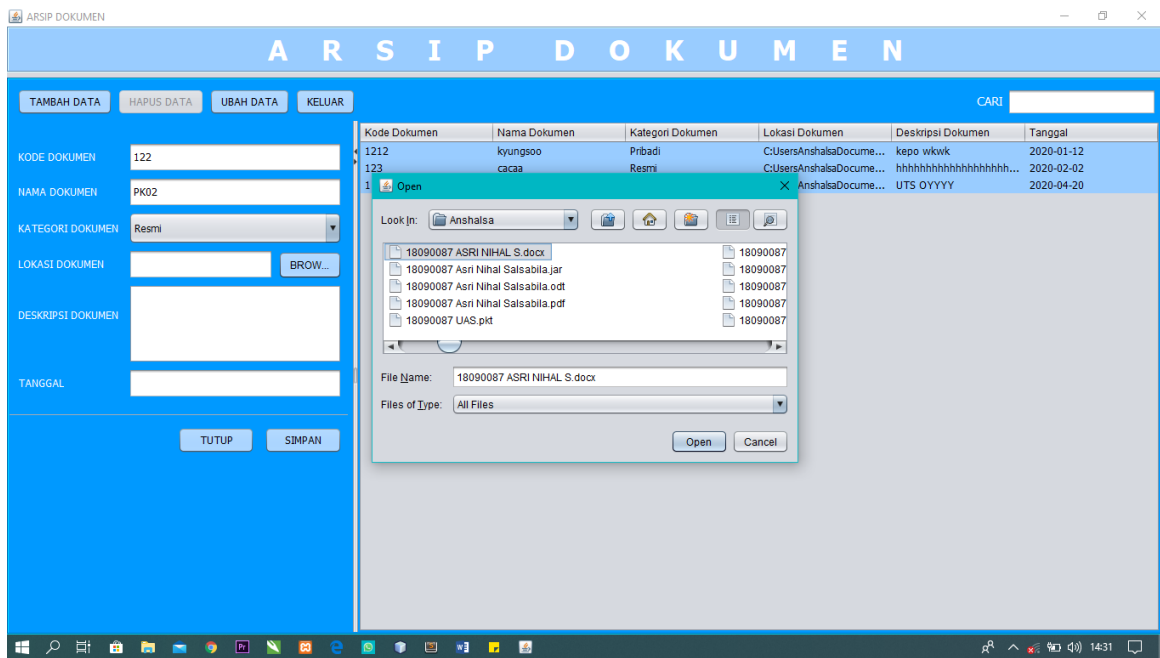 ARSIP DOKUMEN
A R S I P D O K U M E N
TAMBAH DATA HAPUS DATA UBAH DATA KELUAR CARI
Kode Dokumen Nama Dokumen Kategori Dokumen Lokasi Dokumen Deskripsi Dokumen Tanggal
1212 kyungsoo Pribadi C:UsersAnshalsaDocume... kepo wkwk 2020-01-12
123 cacaa Resmi C:UsersAnshalsaDocume... hhhhhhhhhhhhhhhhhhh... 2020-02-02
AnshalsaDocume... UTS OYYYY 2020-04-20
KODE DOKUMEN 122
NAMA DOKUMEN PK02
KATEGORI DOKUMEN Resmi
LOKASI DOKUMEN BROW...
DESKRIPSI DOKUMEN
TANGGAL
TUTUP SIMPAN
Open
Look In: Anshalsa
18090087 ASRI NIHAL S.docx 18090087
18090087 Asri Nihal Salsabila.jar 18090087
18090087 Asri Nihal Salsabila.odt 18090087
18090087 Asri Nihal Salsabila.pdf 18090087
18090087 UAS.pkt 18090087
File Name: 18090087 ASRI NIHAL S.docx
Files of Type: All Files
Open Cancel
14:31